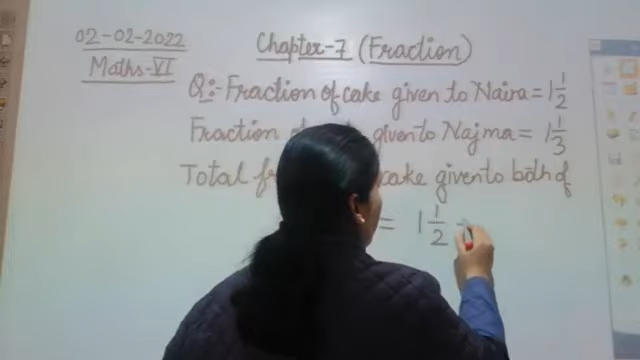 02-02-2022
Maths-VI
Chapter-7 (Fraction)
Q:- Fraction of cake given to Naira = 1 1/2
Fraction given to Najma = 1 1/3
Total cake given to both of
= 1 1/2